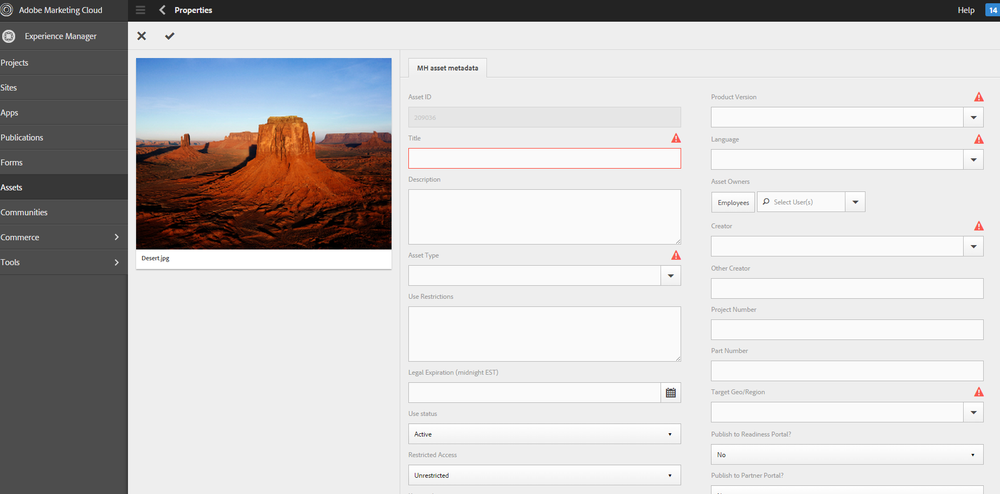 Adobe Marketing Cloud
Properties
Help
14
Experience Manager
Projects
Sites
Apps
Publications
Forms
Assets
Communities
Commerce
Tools
Desert.jpg
MH asset metadata
Asset ID
209036
Title
Description
Asset Type
Use Restrictions
Legal Expiration (midnight EST)
Use status
Active
Restricted Access
Unrestricted
Product Version
Language
Asset Owners
Employees
Select User(s)
Creator
Other Creator
Project Number
Part Number
Target Geo/Region
Publish to Readiness Portal?
No
Publish to Partner Portal?